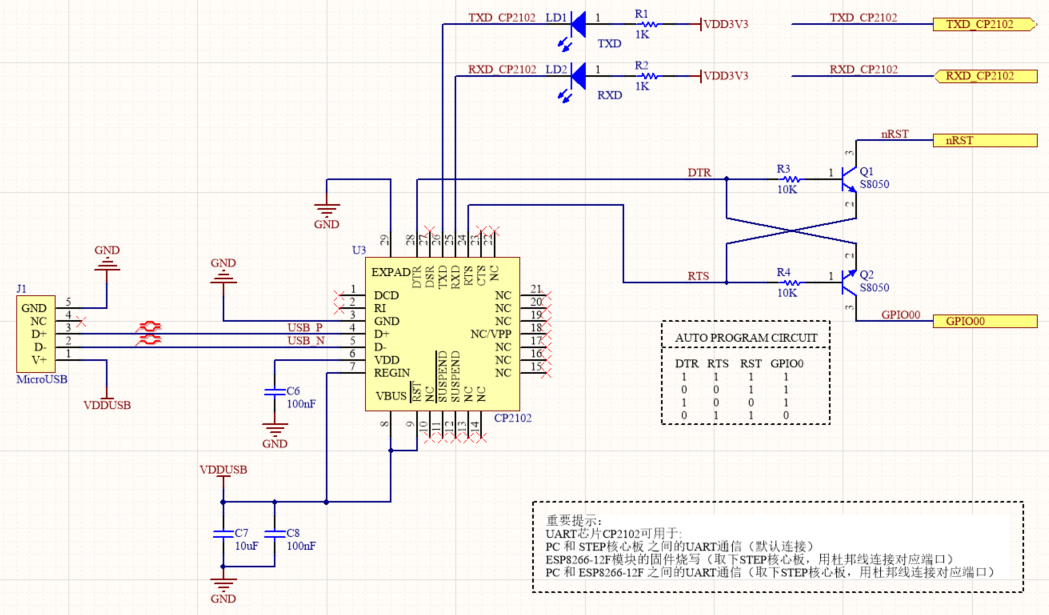 TXD_CP2102 LD1 1 R1 VDD3V3 TXD_CP2102 TXD_CP2102
TXD 1K
RXD_CP2102 LD2 1 R2 VDD3V3 RXD_CP2102 RXD_CP2102
RXD 1K
nRST nRST
3
DTR R3 1 Q1
10K S8050
2
GND
U3 29 28 27 26 25 24 23 22
2
RTS R4 1 Q2
10K S8050
3
GPIO00 GPIO00
EXPAD DTR DSR TXD RXD RTS CTS NC
GND
GND
J1
GND 5
NC 4
D+ 3 USB_P
D- 2 USB_N
V+ 1
MicroUSB
VDDUSB
1 DCD NC 21
2 RI NC 20
3 GND NC 19
4 D+ NC/VPP 18
5 D- NC 17
6 VDD NC 16
7 REGIN NC 15
VBUS RST NC SUSPEND SUSPEND NC NC
CP2102
8 9 10 11 12 13 14
C6
100nF
GND
AUTO PROGRAM CIRCUIT
DTR RTS RST GPIO0
1 1 1 1
0 0 1 1
1 0 0 1
0 1 1 0
VDDUSB
C7 C8
10uF 100nF
GND
重要提示:
UART芯片CP2102可用于:
PC 和 STEP核心板 之间的UART通信（默认连接）
ESP8266-12F模块的固件烧写（取下STEP核心板，用杜邦线连接对应端口）
PC 和 ESP8266-12F 之间的UART通信（取下STEP核心板，用杜邦线连接对应端口）